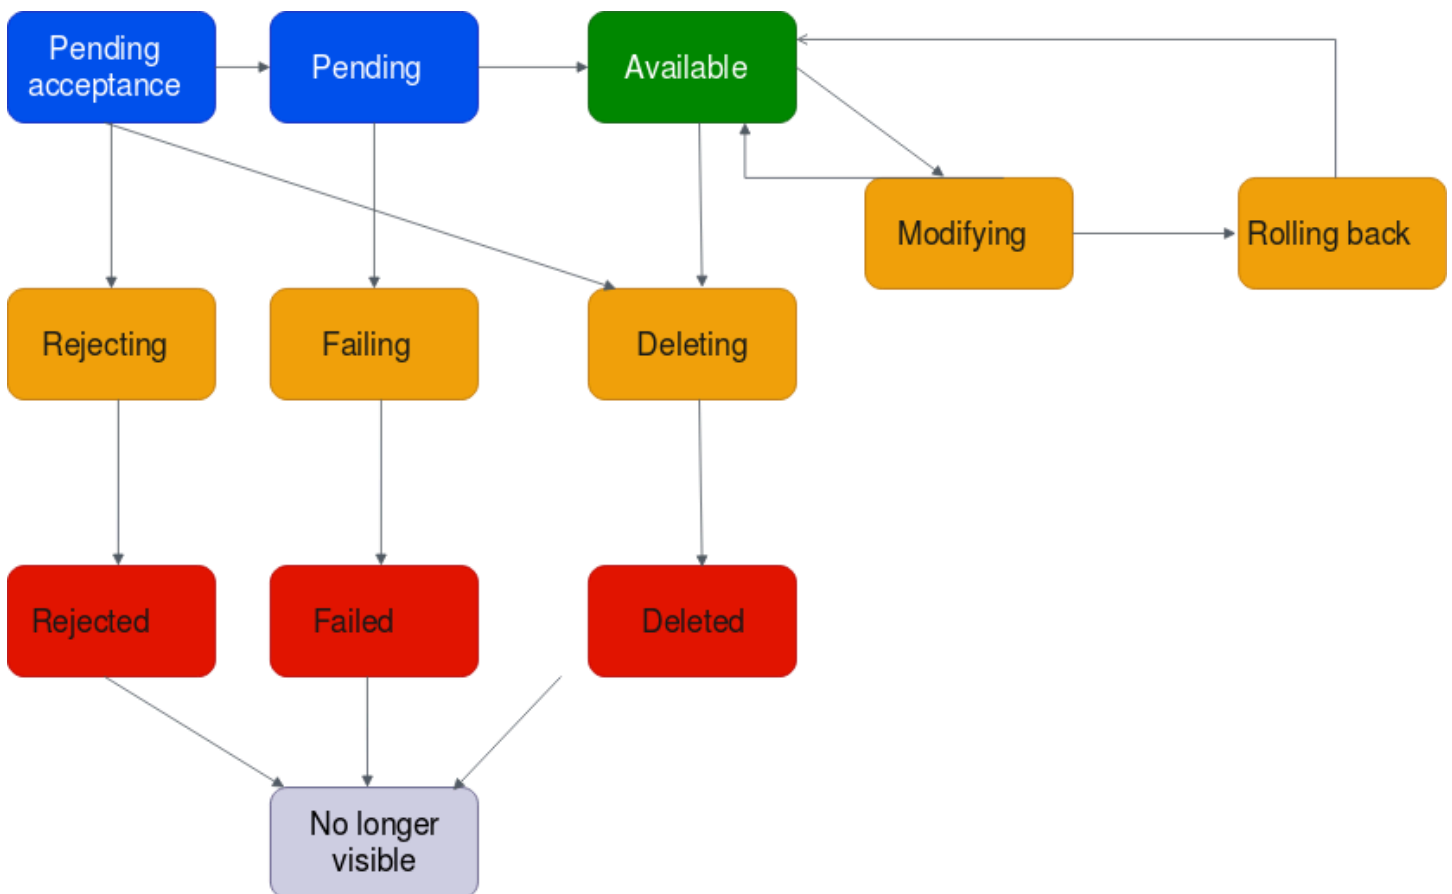 Pending
acceptance
Pending
Available
Modifying
Rolling back
Rejecting
Failing
Deleting
Rejected
Failed
Deleted
No longer
visible